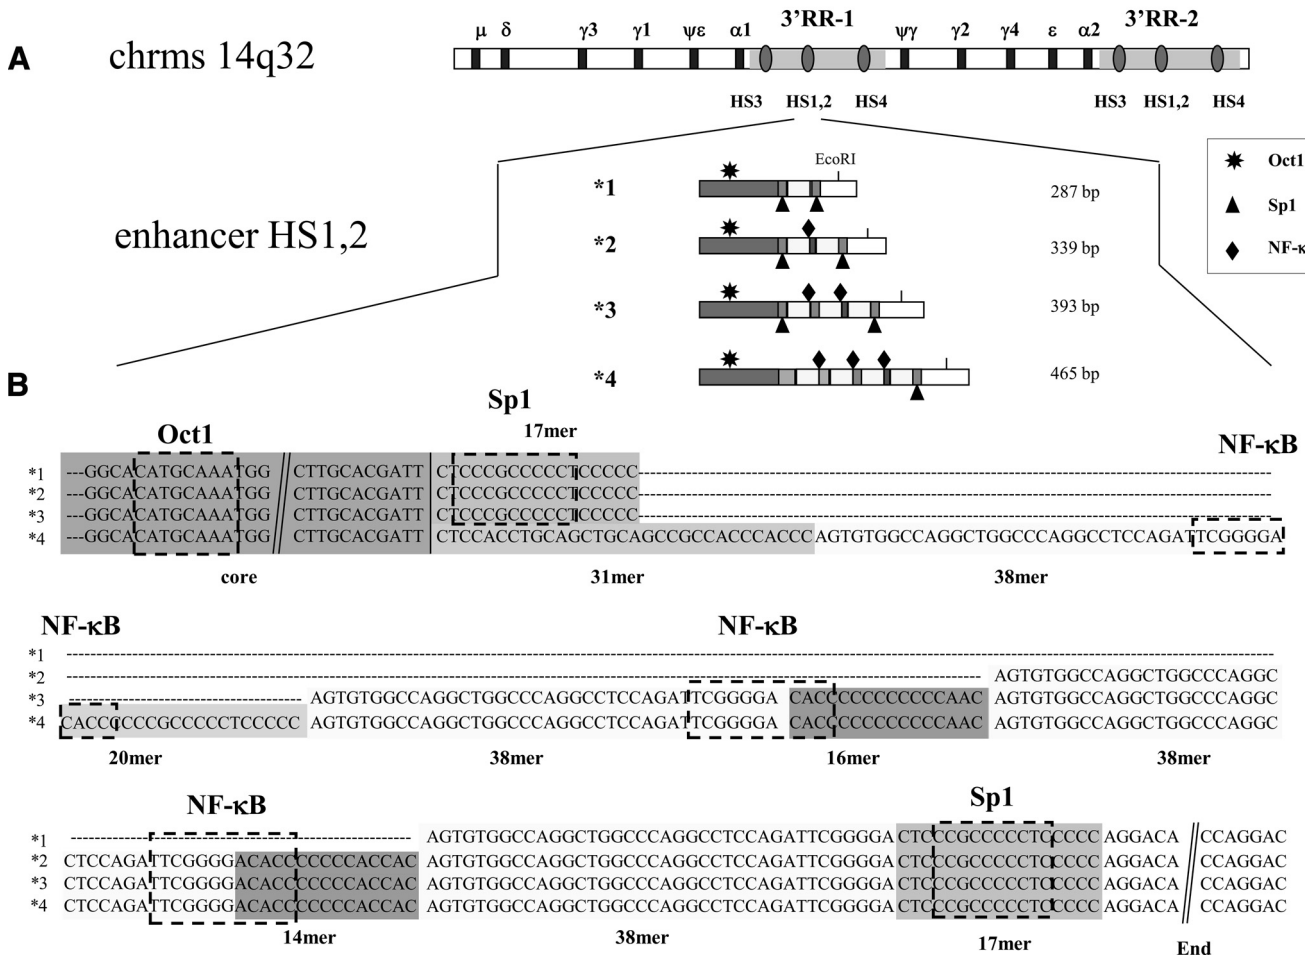 A
chrms 14q32
μ δ γ3 γ1 ψε α1 3’RR-1 ψγ γ2 γ4 ε α2 3’RR-2
HS3 HS1,2 HS4 HS3 HS1,2 HS4
enhancer HS1,2
EcoRI
*1 287 bp
*2 339 bp
*3 393 bp
*4 465 bp
Oct1
Sp1
NF-κ
B
Oct1 Sp1 17mer NF-κB
*1 ---GGCACATGCAAATGG // CTTGCACGATT CTCCCGCCCCCTCCCCC
*2 ---GGCACATGCAAATGG CTTGCACGATT CTCCCGCCCCCTCCCCC
*3 ---GGCACATGCAAATGG CTTGCACGATT CTCCCGCCCCCTCCCCC
*4 ---GGCACATGCAAATGG CTTGCACGATT CTCCACCTGCAGCTGCAGCCGCCACCCACCC AGTGTGGCCAGGCTGGCCCAGGCCTCCAGATTCGGGGA
core 31mer 38mer
NF-κB NF-κB
*1
*2 AGTGTGGCCAGGCTGGCCCAGGC
*3 AGTGTGGCCAGGCTGGCCCAGGCCTCCAGATTCGGGGA CACCCCCCCCCCCAAC AGTGTGGCCAGGCTGGCCCAGGC
*4 CACCCCCCGCCCCCTCCCCC AGTGTGGCCAGGCTGGCCCAGGCCTCCAGATTCGGGGA CACCCCCCCCCCCAAC AGTGTGGCCAGGCTGGCCCAGGC
20mer 38mer 16mer 38mer
NF-κB Sp1
*1 AGTGTGGCCAGGCTGGCCCAGGCCTCCAGATTCGGGGA CTCCCGCCCCCTCCCCC AGGACA // CCAGGAC
*2 CTCCAGATTCGGGGACACCCCCCCACCAC AGTGTGGCCAGGCTGGCCCAGGCCTCCAGATTCGGGGA CTCCCGCCCCCTCCCCC AGGACA CCAGGAC
*3 CTCCAGATTCGGGGACACCCCCCCACCAC AGTGTGGCCAGGCTGGCCCAGGCCTCCAGATTCGGGGA CTCCCGCCCCCTCCCCC AGGACA CCAGGAC
*4 CTCCAGATTCGGGGACACCCCCCCACCAC AGTGTGGCCAGGCTGGCCCAGGCCTCCAGATTCGGGGA CTCCCGCCCCCTCCCCC AGGACA CCAGGAC
14mer 38mer 17mer End